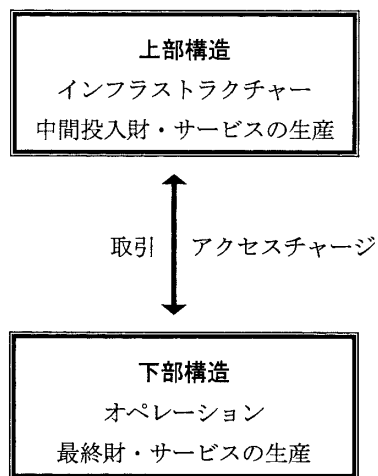 上部構造
インフラストラクチャー
中間投入財・サービスの生産
取引 アクセスチャージ
下部構造
オペレーション
最終財・サービスの生産